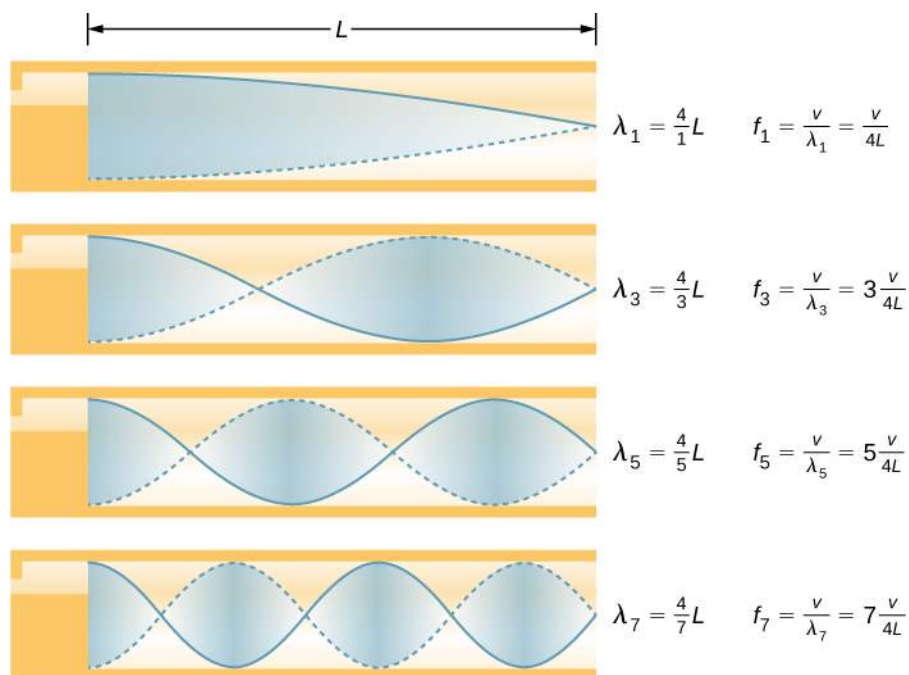 L
λ₁ = 4/1 L f₁ = v/λ₁ = v/4L
λ₃ = 4/3 L f₃ = v/λ₃ = 3 v/4L
λ₅ = 4/5 L f₅ = v/λ₅ = 5 v/4L
λ₇ = 4/7 L f₇ = v/λ₇ = 7 v/4L